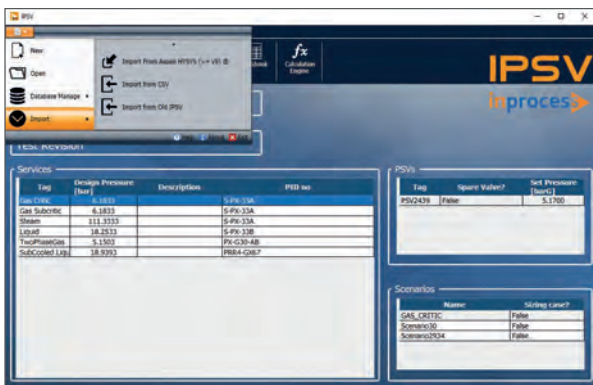 IPSV
New
Open
Database Manage
Import
Import From Aspen HYSYS (>= V8) ®
Import from CSV
Import from Old IPSV
Help
About
Exit
fx
Calculation
Engine
IPSV
inprocess
Test Revision
Services
Tag Design Pressure [bar] Description PID no
Gas Critic 6.1833 S-PX-33A
Gas Subcritic 6.1833 S-PX-33A
Steam 111.3333 S-PX-33A
Liquid 18.2533 S-PX-33B
TwoPhaseGas 5.1503 PX-G30-AB
SubCooled Liqu 18.9393 PRR4-GX67
PSVs
Tag Spare Valve? Set Pressure [barG]
PSV2439 False 5.1700
Scenarios
Name Sizing case?
GAS_CRITIC False
Scenario30 False
Scenario2934 False